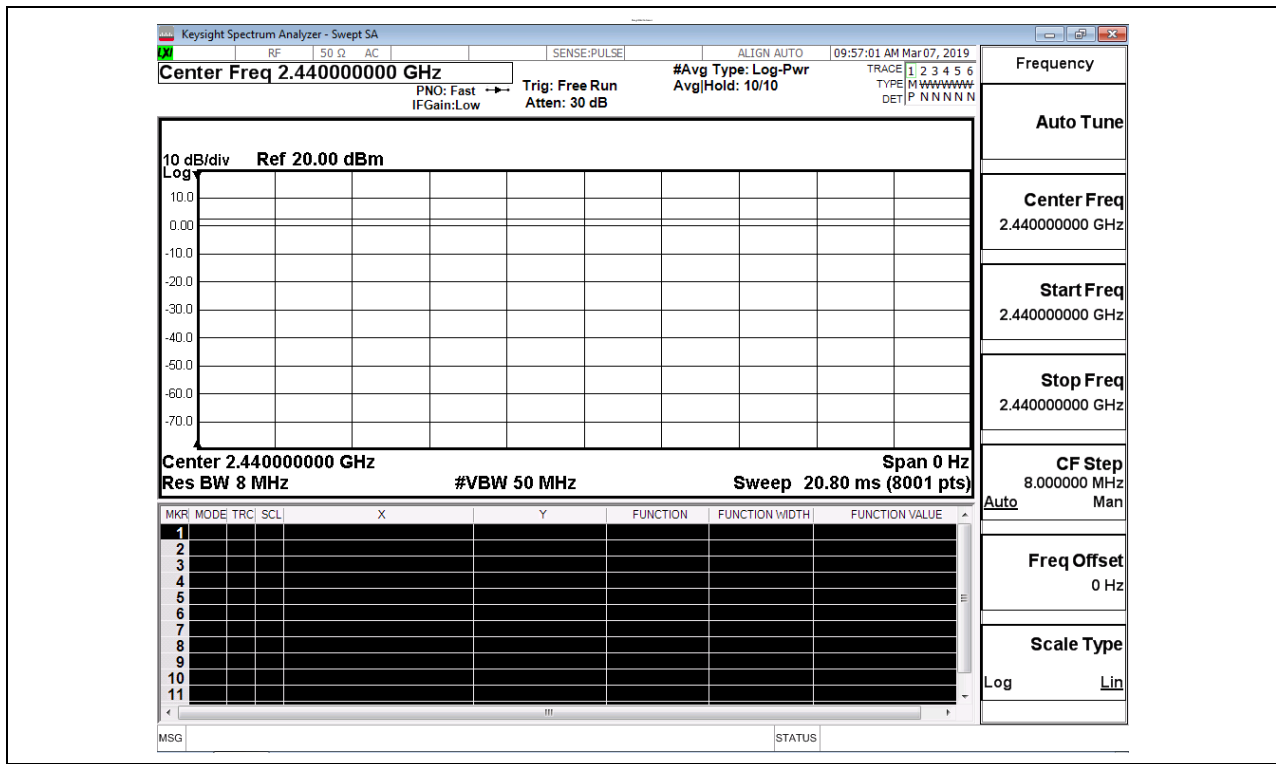 Keysight Spectrum Analyzer - Swept SA
LXI RF 50 Ω AC SENSE:PULSE ALIGN AUTO 09:57:01 AM Mar 07, 2019
Center Freq 2.440000000 GHz
PNO: Fast
IFGain:Low
Trig: Free Run
Atten: 30 dB
#Avg Type: Log-Pwr
Avg|Hold: 10/10
TRACE 1 2 3 4 5 6
TYPE M WWWWW
DET P N N N N N
10 dB/div Ref 20.00 dBm
Log
10.0
0.00
-10.0
-20.0
-30.0
-40.0
-50.0
-60.0
-70.0
Center 2.440000000 GHz Span 0 Hz
Res BW 8 MHz #VBW 50 MHz Sweep 20.80 ms (8001 pts)
MKR MODE TRC SCL X Y FUNCTION FUNCTION WIDTH FUNCTION VALUE
1
2
3
4
5
6
7
8
9
10
11
MSG STATUS
Frequency
Auto Tune
Center Freq
2.440000000 GHz
Start Freq
2.440000000 GHz
Stop Freq
2.440000000 GHz
CF Step
8.000000 MHz
Auto Man
Freq Offset
0 Hz
Scale Type
Log Lin